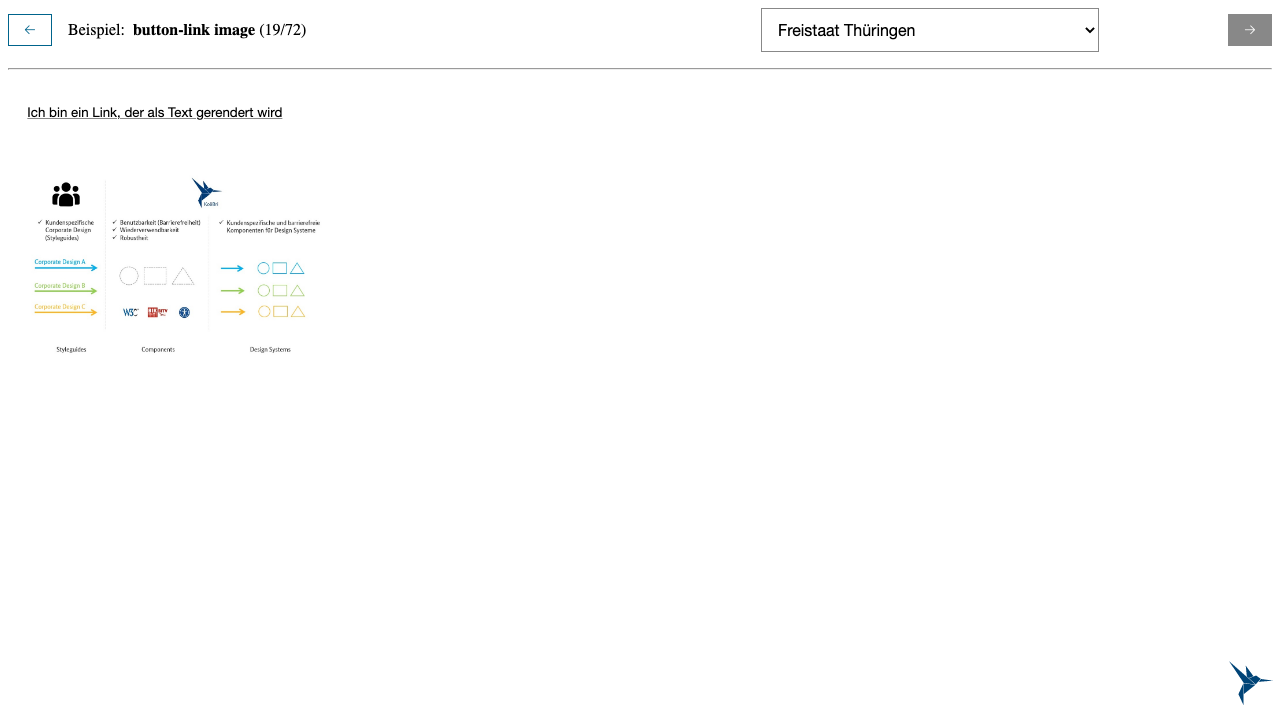 Beispiel: button-link image (19/72)
Freistaat Thüringen
Ich bin ein Link, der als Text gerendert wird
KoliBri
✓ Kundenspezifische
Corporate Design
(Styleguides)
✓ Benutzbarkeit (Barrierefreiheit)
✓ Wiederverwendbarkeit
✓ Robustheit
✓ Kundenspezifische und barrierefreie
Komponenten für Design Systeme
Corporate Design A
Corporate Design B
Corporate Design C
W3C
BITV
Styleguides
Components
Design Systems